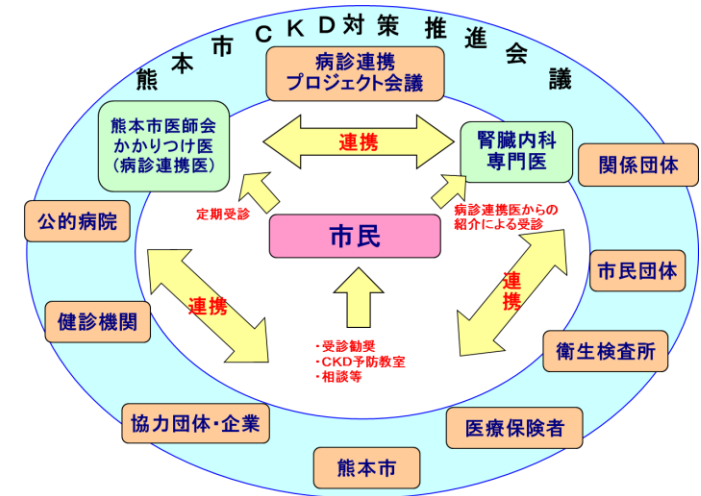 熊本市CKD対策推進会議
病診連携
プロジェクト会議
熊本市医師会
かかりつけ医
(病診連携医)
連携
腎臓内科
専門医
関係団体
公的病院
定期受診
市民
病診連携医からの
紹介による受診
市民団体
連携
連携
健診機関
衛生検査所
・受診勧奨
・CKD予防教室
・相談等
協力団体・企業
医療保険者
熊本市